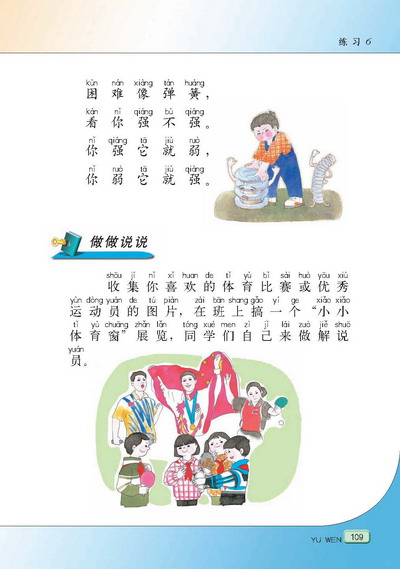 练习6
kùn nán xiàng tán huáng
困难像弹簧，
kàn nǐ qiáng bù qiáng
看你强不强。
nǐ qiáng tā jiù ruò
你强它就弱，
nǐ ruò tā jiù qiáng
你弱它就强。
做做说说
shōu jí nǐ xǐ huan de tǐ yù bǐ sài huò yōu xiù
收集你喜欢的体育比赛或优秀
yùn dòng yuán de tú piàn zài bān shang gǎo yí ge xiǎo xiǎo
运动员的图片，在班上搞一个“小小
tǐ yù chuāng zhǎn lǎn tóng xué men zì jǐ lái zuò jiě shuō
体育窗”展览，同学们自己来做解说
yuán
员。
YU WEN 109